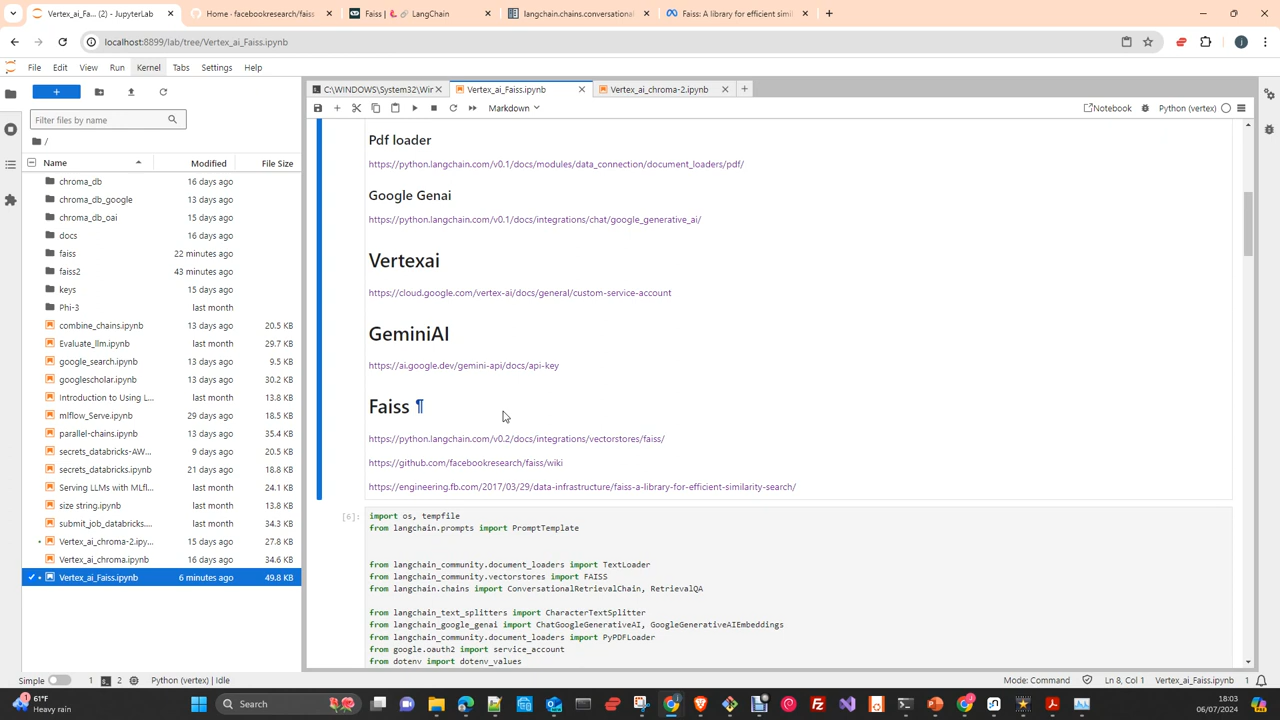 Vertex_ai_Fa... (2) - JupyterLab
Home · facebookresearch/faiss
Faiss | 🦜️🔗 LangChain
langchain.chains.conversational
Faiss: A library for efficient simil
localhost:8899/lab/tree/Vertex_ai_Faiss.ipynb
File Edit View Run Kernel Tabs Settings Help
C:\WINDOWS\System32\Wir
Vertex_ai_Faiss.ipynb
Vertex_ai_chroma-2.ipynb
Markdown
Notebook
Python (vertex)
Filter files by name
/
Name Modified File Size
chroma_db 16 days ago
chroma_db_google 13 days ago
chroma_db_oai 15 days ago
docs 16 days ago
faiss 22 minutes ago
faiss2 43 minutes ago
keys 15 days ago
Phi-3 last month
combine_chains.ipynb 13 days ago 20.5 KB
Evaluate_llm.ipynb last month 29.7 KB
google_search.ipynb 13 days ago 9.5 KB
googlescholar.ipynb 13 days ago 20.2 KB
Introduction to Using L... last month 13.8 KB
mlflow_Serve.ipynb 29 days ago 18.5 KB
parallel-chains.ipynb 13 days ago 35.4 KB
secrets_databricks-AW... 9 days ago 20.5 KB
secrets_databricks.ipynb 21 days ago 18.8 KB
Serving LLMs with MLfl... last month 24.1 KB
size string.ipynb last month 33.8 KB
submit_job_databricks.... last month 34.3 KB
Vertex_ai_chroma-2.ipy... 15 days ago 27.8 KB
Vertex_ai_chroma.ipynb 16 days ago 34.6 KB
Vertex_ai_Faiss.ipynb 6 minutes ago 49.8 KB
Pdf loader
https://python.langchain.com/v0.1/docs/modules/data_connection/document_loaders/pdf/
Google Genai
https://python.langchain.com/v0.1/docs/integrations/chat/google_generative_ai/
Vertexai
https://cloud.google.com/vertex-ai/docs/general/custom-service-account
GeminiAI
https://ai.google.dev/gemini-api/docs/api-key
Faiss ¶
https://python.langchain.com/v0.2/docs/integrations/vectorstores/faiss/
https://github.com/facebookresearch/faiss/wiki
https://engineering.fb.com/2017/03/29/data-infrastructure/faiss-a-library-for-efficient-similarity-search/
[6]:
import os, tempfile
from langchain.prompts import PromptTemplate
from langchain_community.document_loaders import TextLoader
from langchain_community.vectorstores import FAISS
from langchain.chains import ConversationalRetrievalChain, RetrievalQA
from langchain_text_splitters import CharacterTextSplitter
from langchain_google_genai import ChatGoogleGenerativeAI, GoogleGenerativeAIEmbeddings
from langchain_community.document_loaders import PyPDFLoader
from google.oauth2 import service_account
from dotenv import dotenv_values
Simple 1 2 Python (vertex) | Idle
Mode: Command Ln 8, Col 1 Vertex_ai_Faiss.ipynb 1
61°F
Heavy rain
Search
18:03
06/07/2024